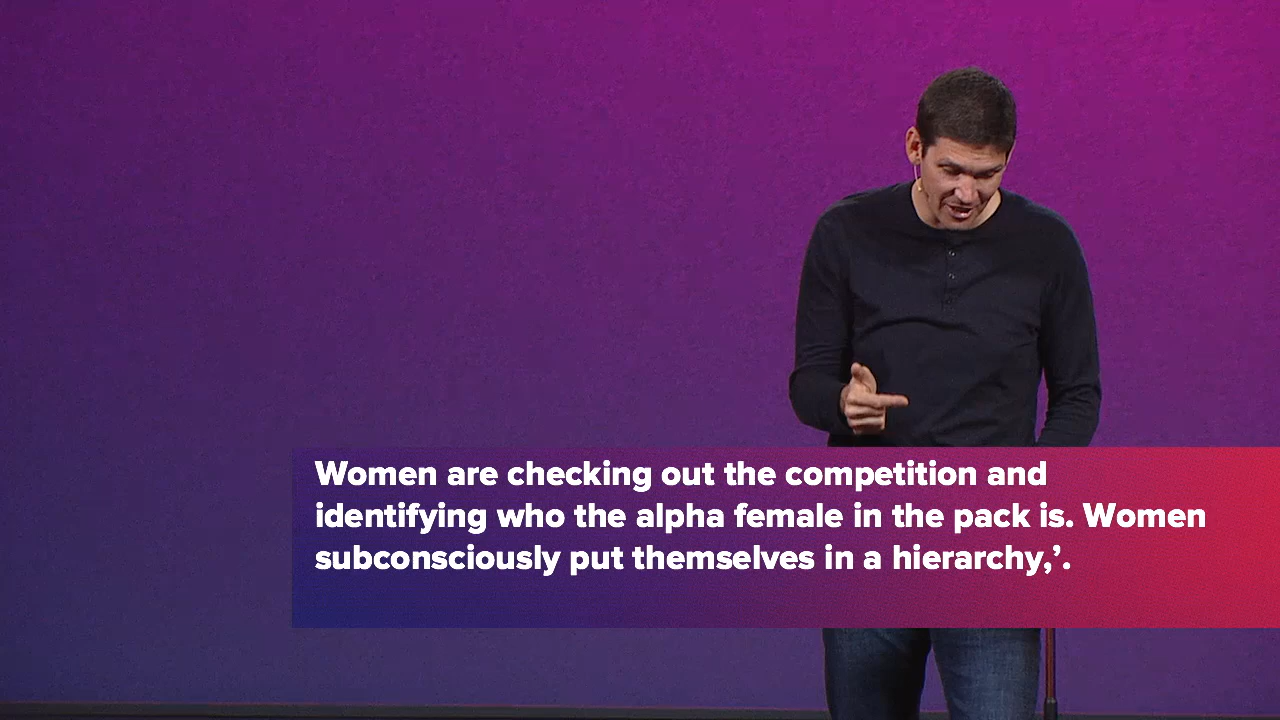 Women are checking out the competition and
identifying who the alpha female in the pack is. Women
subconsciously put themselves in a hierarchy,’.